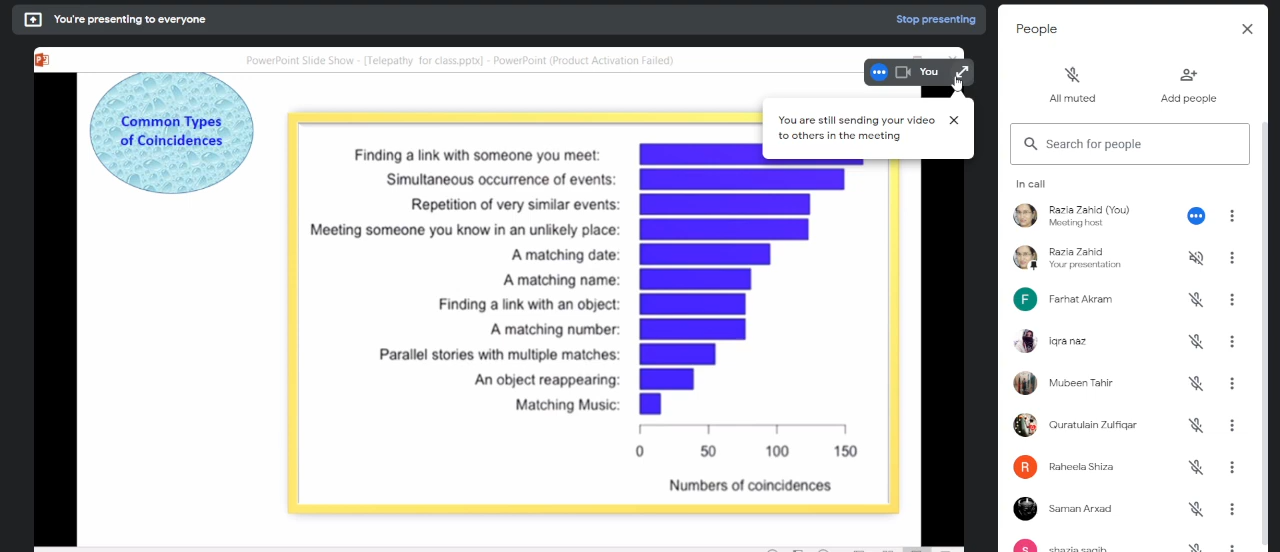 You're presenting to everyone
Stop presenting
PowerPoint Slide Show - [Telepathy for class.pptx] - PowerPoint (Product Activation Failed)
You
You are still sending your video
to others in the meeting
Common Types
of Coincidences
Finding a link with someone you meet:
Simultaneous occurrence of events:
Repetition of very similar events:
Meeting someone you know in an unlikely place:
A matching date:
A matching name:
Finding a link with an object:
A matching number:
Parallel stories with multiple matches:
An object reappearing:
Matching Music:
0 50 100 150
Numbers of coincidences
People
All muted
Add people
Search for people
In call
Razia Zahid (You)
Meeting host
Razia Zahid
Your presentation
F
Farhat Akram
iqra naz
Mubeen Tahir
Quratulain Zulfiqar
R
Raheela Shiza
Saman Arxad
s
shazia saqib